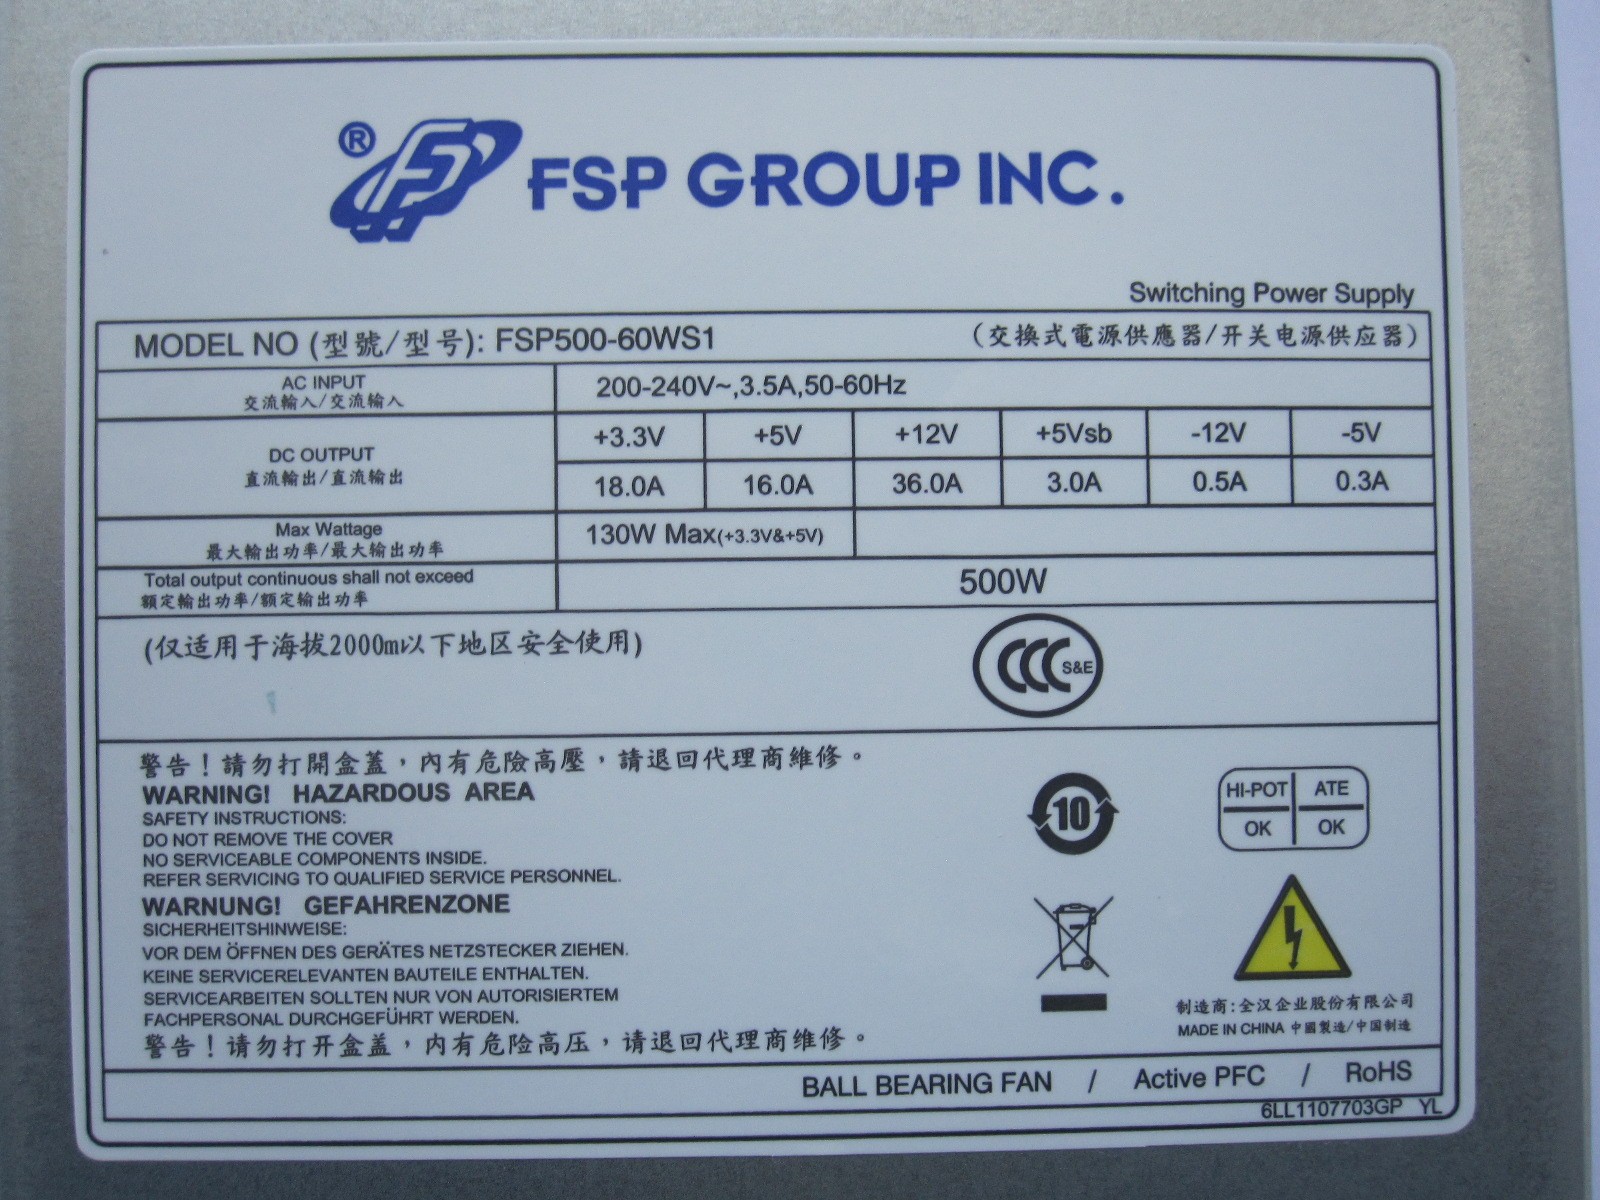 ® FSP GROUP INC.
Switching Power Supply
MODEL NO (型號/型号): FSP500-60WS1 (交換式電源供應器/开关电源供应器)
AC INPUT 200-240V~,3.5A,50-60Hz
交流輸入/交流输入
+3.3V +5V +12V +5Vsb -12V -5V
DC OUTPUT
直流輸出/直流输出
18.0A 16.0A 36.0A 3.0A 0.5A 0.3A
Max Wattage 130W Max(+3.3V&+5V)
最大輸出功率/最大输出功率
Total output continuous shall not exceed 500W
額定輸出功率/额定输出功率
(仅适用于海拔2000m以下地区安全使用)
CCC S&E
警告！請勿打開盒蓋，內有危險高壓，請退回代理商維修。
WARNING! HAZARDOUS AREA
SAFETY INSTRUCTIONS:
DO NOT REMOVE THE COVER
NO SERVICEABLE COMPONENTS INSIDE.
REFER SERVICING TO QUALIFIED SERVICE PERSONNEL.
WARNUNG! GEFAHRENZONE
SICHERHEITSHINWEISE:
VOR DEM ÖFFNEN DES GERÄTES NETZSTECKER ZIEHEN.
KEINE SERVICERELEVANTEN BAUTEILE ENTHALTEN.
SERVICEARBEITEN SOLLTEN NUR VON AUTORISIERTEM
FACHPERSONAL DURCHGEFÜHRT WERDEN.
警告！请勿打开盒盖，内有危险高压，请退回代理商维修。
10
HI-POT ATE
OK OK
制造商:全汉企业股份有限公司
MADE IN CHINA 中國製造/中国制造
BALL BEARING FAN / Active PFC / RoHS
6LL1107703GP YL